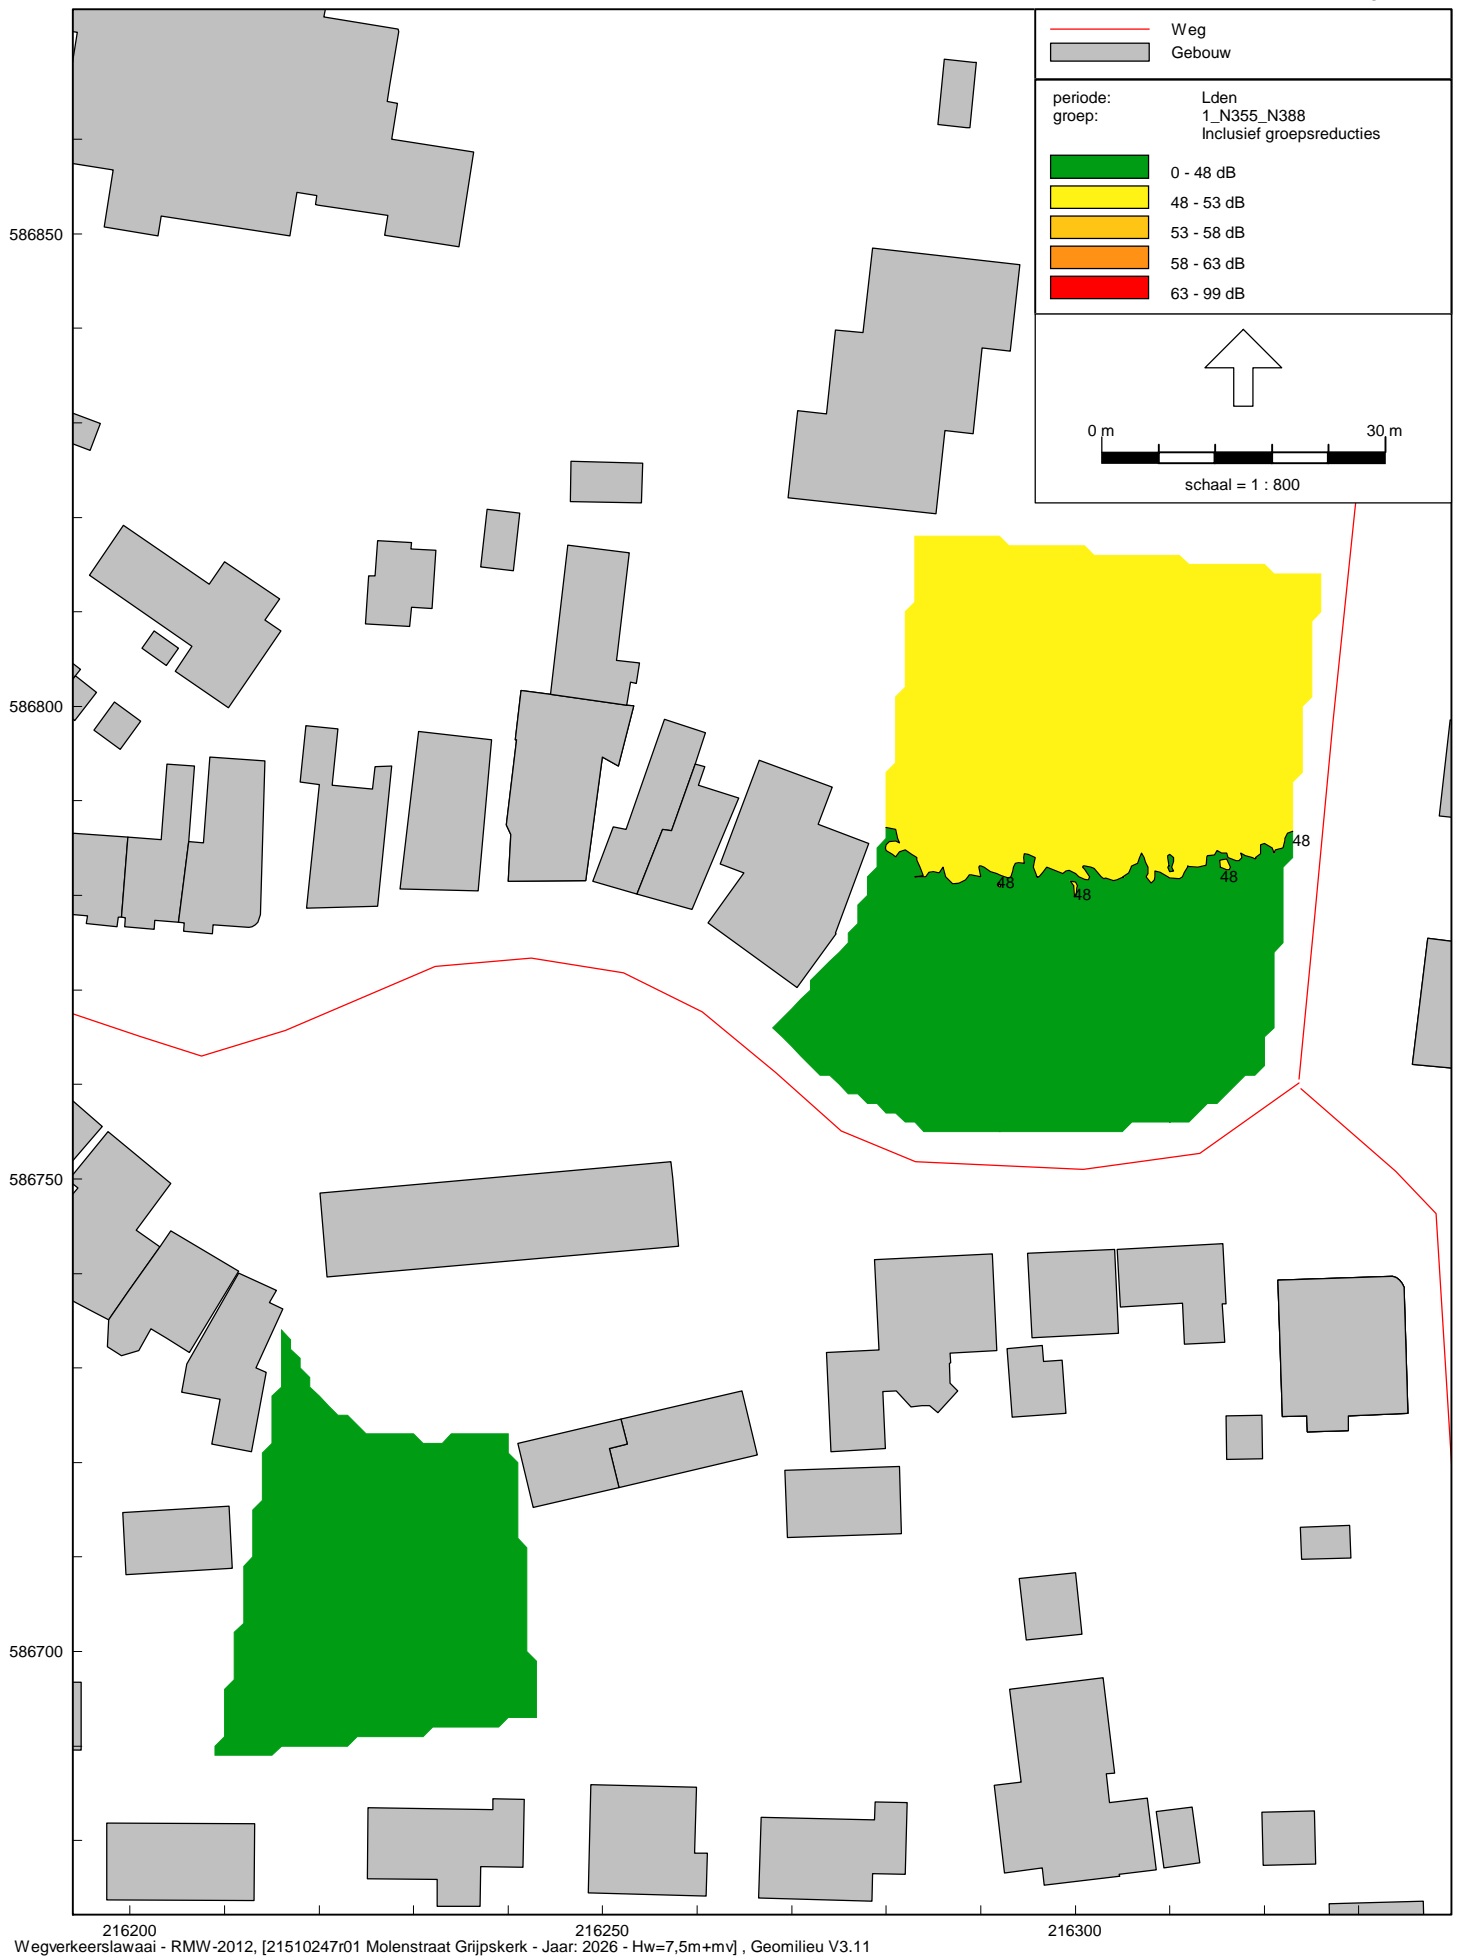 Weg
Gebouw
periode: Lden
groep: 1_N355_N388
Inclusief groepsreducties
0 - 48 dB
48 - 53 dB
53 - 58 dB
58 - 63 dB
63 - 99 dB
0 m 30 m
schaal = 1 : 800
586850
586800
48
48
48
48
586750
586700
216200 216250 216300
Wegverkeerslawaai - RMW-2012, [21510247r01 Molenstraat Grijpskerk - Jaar: 2026 - Hw=7,5m+mv] , Geomilieu V3.11